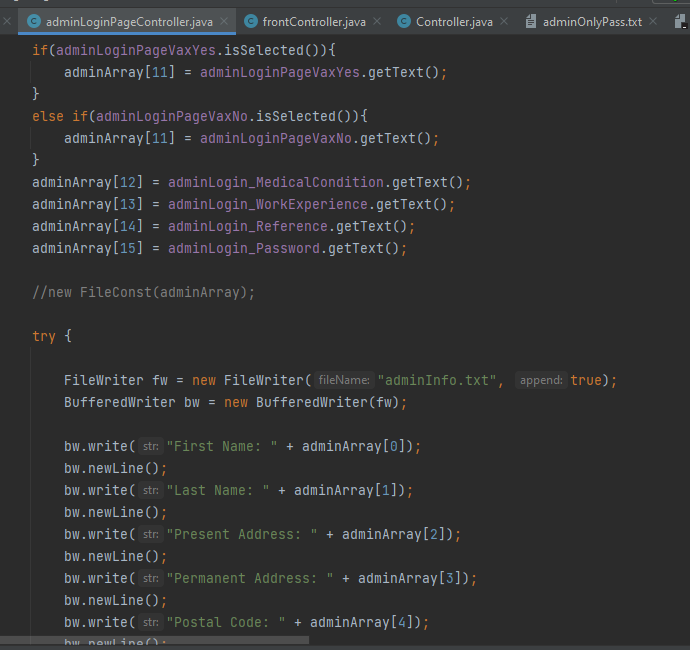 adminLoginPageController.java frontController.java Controller.java adminOnlyPass.txt
if(adminLoginPageVaxYes.isSelected()){
adminArray[11] = adminLoginPageVaxYes.getText();
}
else if(adminLoginPageVaxNo.isSelected()){
adminArray[11] = adminLoginPageVaxNo.getText();
}
adminArray[12] = adminLogin_MedicalCondition.getText();
adminArray[13] = adminLogin_WorkExperience.getText();
adminArray[14] = adminLogin_Reference.getText();
adminArray[15] = adminLogin_Password.getText();
//new FileConst(adminArray);
try {
FileWriter fw = new FileWriter( fileName: "adminInfo.txt", append: true);
BufferedWriter bw = new BufferedWriter(fw);
bw.write( str: "First Name: " + adminArray[0]);
bw.newLine();
bw.write( str: "Last Name: " + adminArray[1]);
bw.newLine();
bw.write( str: "Present Address: " + adminArray[2]);
bw.newLine();
bw.write( str: "Permanent Address: " + adminArray[3]);
bw.newLine();
bw.write( str: "Postal Code: " + adminArray[4]);
bw.newLine();